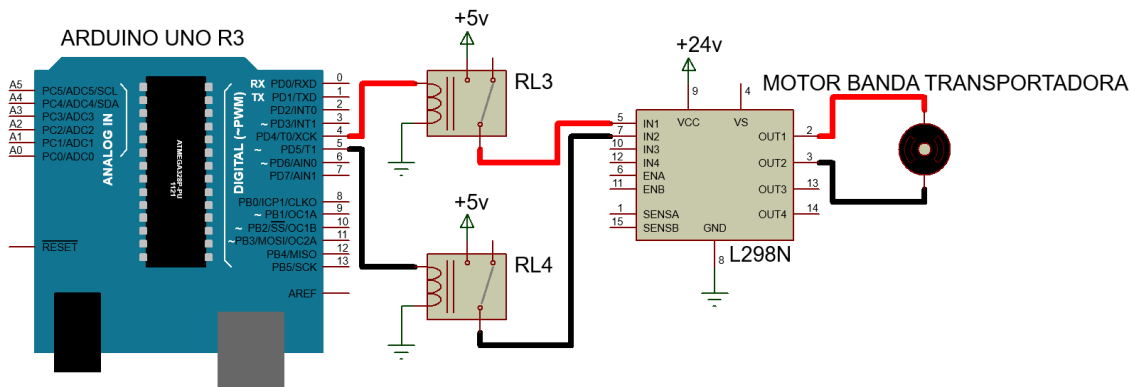 ARDUINO UNO R3
A5 PC5/ADC5/SCL
A4 PC4/ADC4/SDA
A3 PC3/ADC3
A2 PC2/ADC2
A1 PC1/ADC1
A0 PC0/ADC0
ANALOG IN
RESET
ATMEGA328P-PU
1121
DIGITAL (~PWM)
RX PD0/RXD 0
TX PD1/TXD 1
PD2/INT0 2
~ PD3/INT1 3
PD4/T0/XCK 4
~ PD5/T1 5
~ PD6/AIN0 6
PD7/AIN1 7
PB0/ICP1/CLKO 8
~ PB1/OC1A 9
~ PB2/SS/OC1B 10
~ PB3/MOSI/OC2A 11
PB4/MISO 12
PB5/SCK 13
AREF
+5v
RL3
+5v
RL4
+24v
9
4
VCC
VS
5 IN1
7 IN2
10 IN3
12 IN4
6 ENA
11 ENB
1 SENSA
15 SENSB
OUT1 2
OUT2 3
OUT3 13
OUT4 14
GND
8
L298N
MOTOR BANDA TRANSPORTADORA